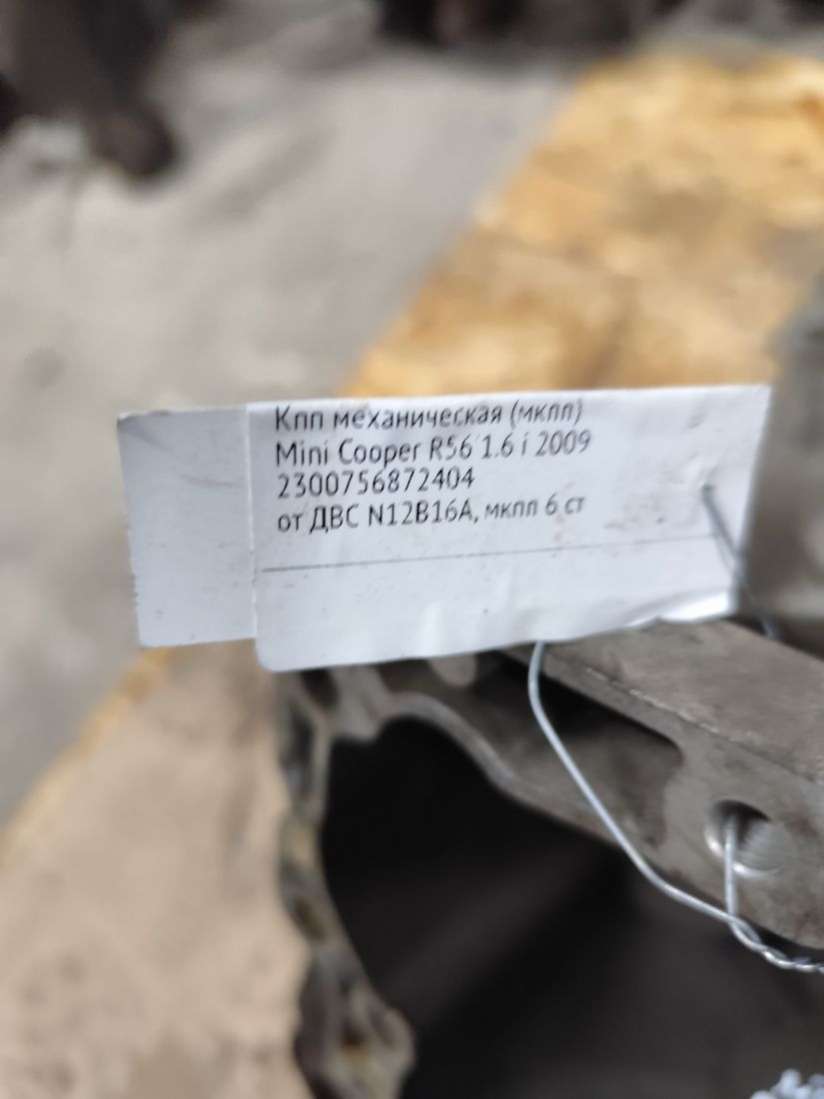 Кпп механическая (мкпп)
Mini Cooper R56 1.6 i 2009
2300756872404
от ДВС N12B16A, мкпп 6 ст